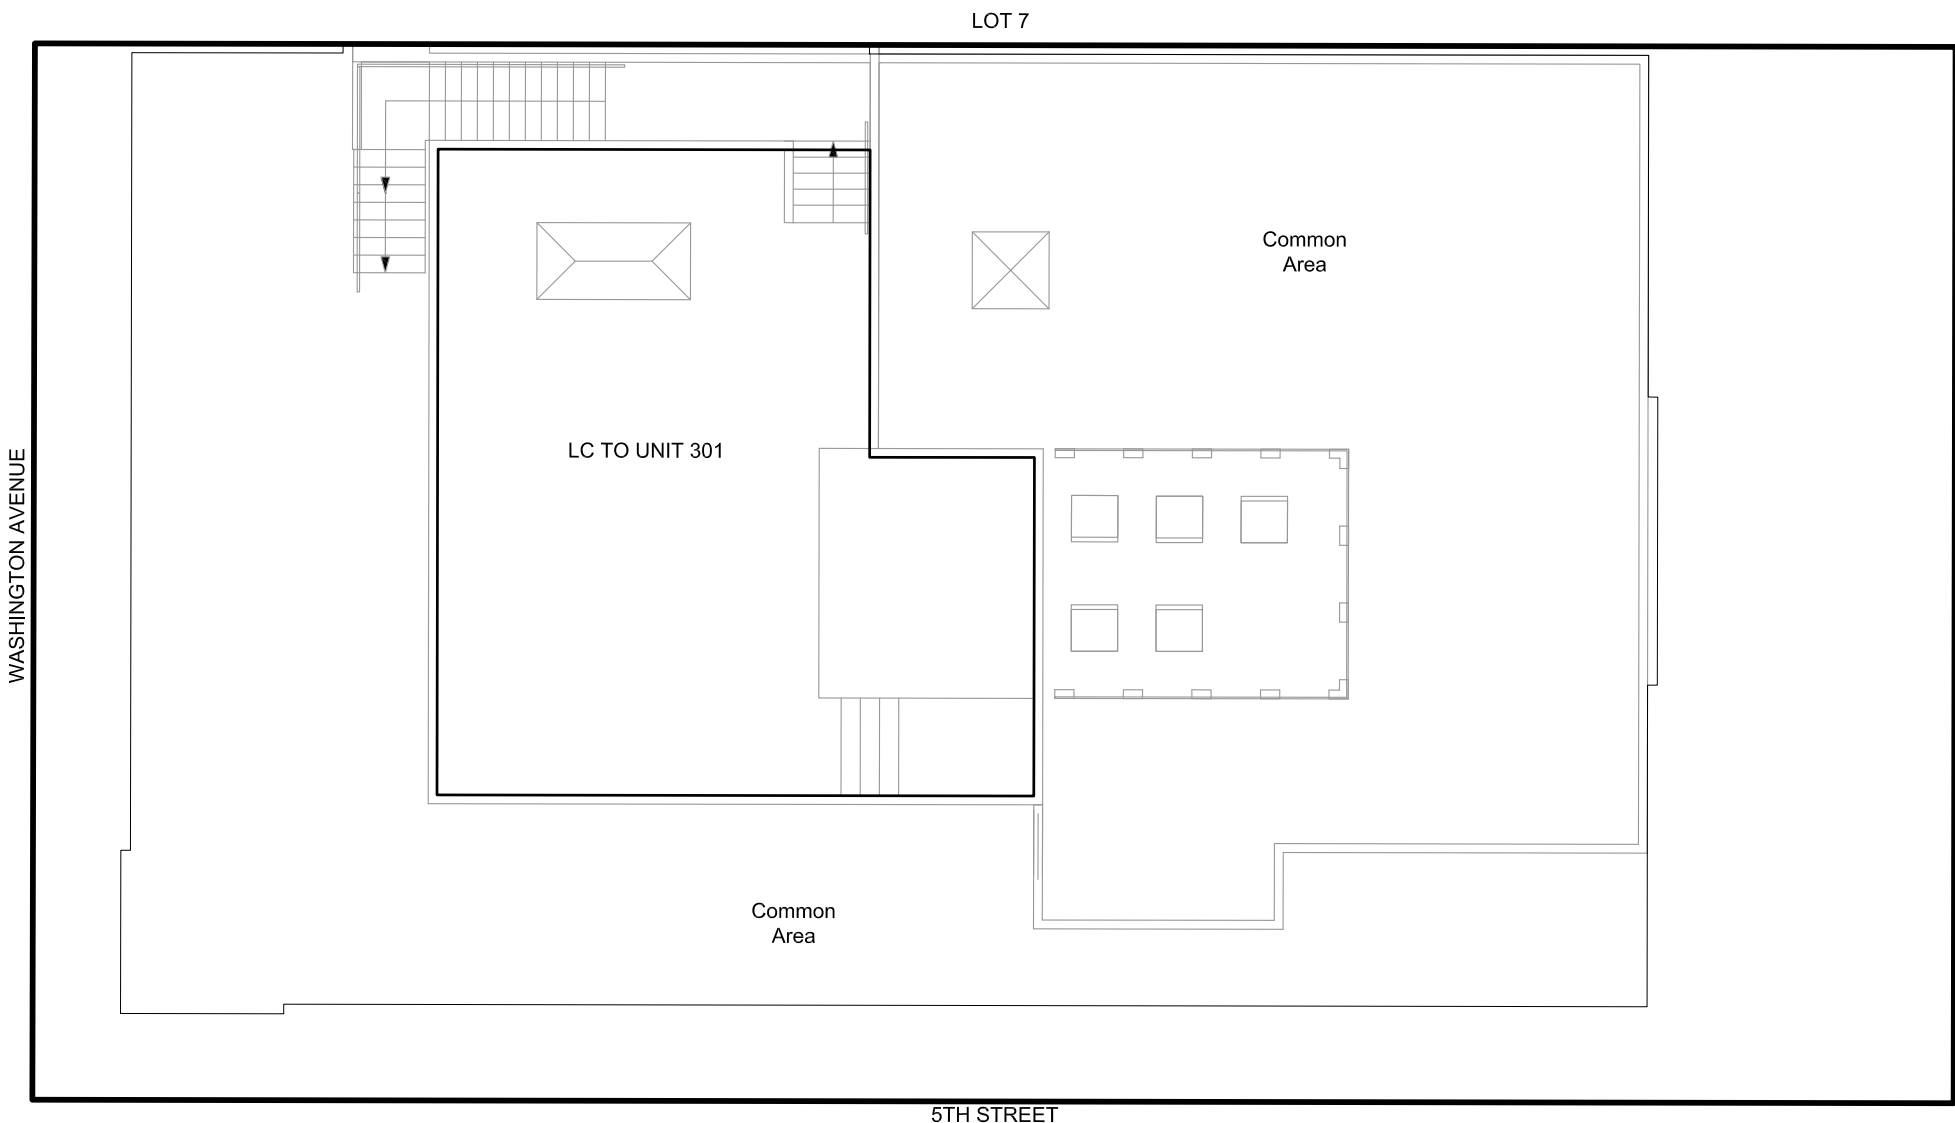 LOT 7
Common
Area
LC TO UNIT 301
WASHINGTON AVENUE
Common
Area
5TH STREET